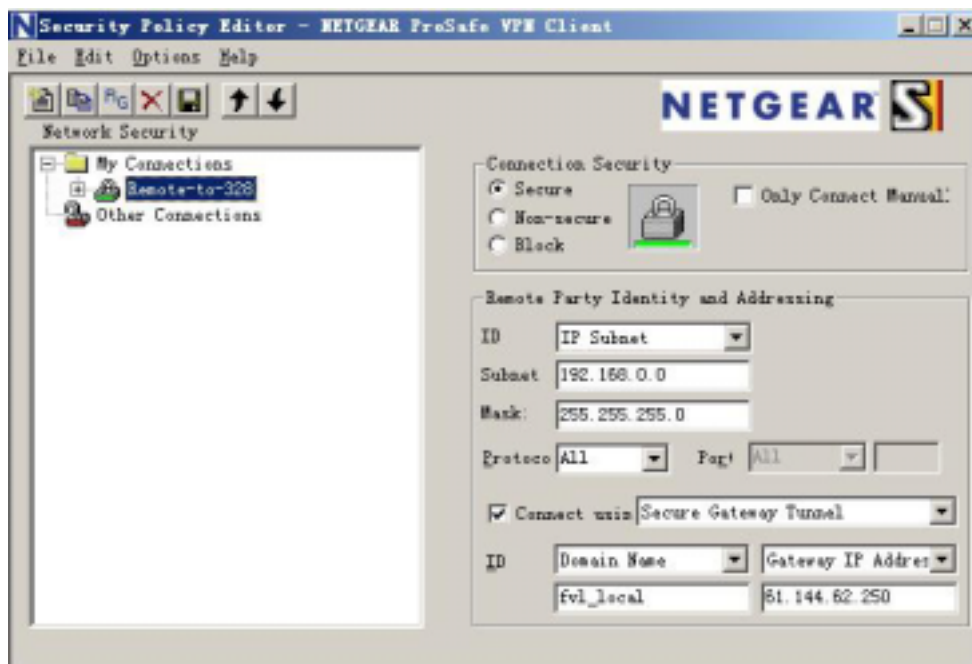 Security Policy Editor - NETGEAR ProSafe VPN Client
File Edit Options Help
NETGEAR
Network Security
My Connections
Remote-to-328
Other Connections
Connection Security
Secure
Non-secure
Block
Only Connect Manual:
Remote Party Identity and Addressing
ID IP Subnet
Subnet 192.168.0.0
Mask: 255.255.255.0
Protoco All Port All
Connect usin Secure Gateway Tunnel
ID Domain Name Gateway IP Addres
fvl_local 61.144.62.250